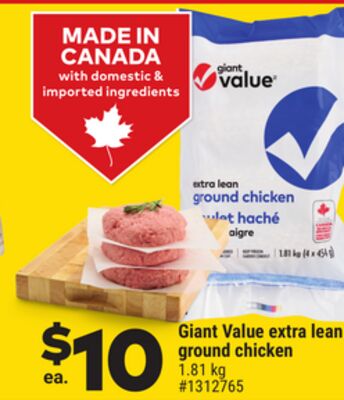 MADE IN
CANADA
with domestic &
imported ingredients
giant
value
extra lean
ground chicken
haché
aigre
1.81 kg (4 x 454 g)
$10
ea.
Giant Value extra lean
ground chicken
1.81 kg
#1312765